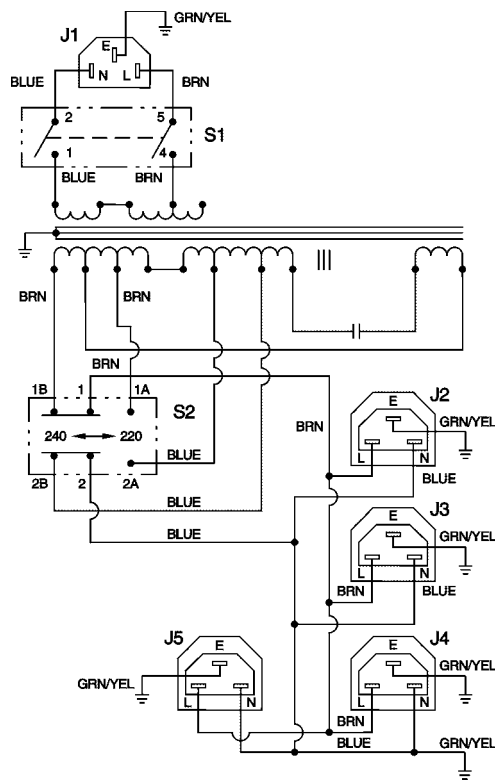 GRN/YEL
J1
E
N L
BLUE
BRN
2 5
S1
1 4
BLUE BRN
BRN BRN
BRN
1B 1 1A
S2
240 220
2B 2 2A
BLUE
BLUE
BLUE
BRN
J2
E
GRN/YEL
L N
BLUE
J3
E
GRN/YEL
L N
BRN BLUE
J5
E
GRN/YEL
L N
J4
E
GRN/YEL
L N
BRN
BLUE
GRN/YEL